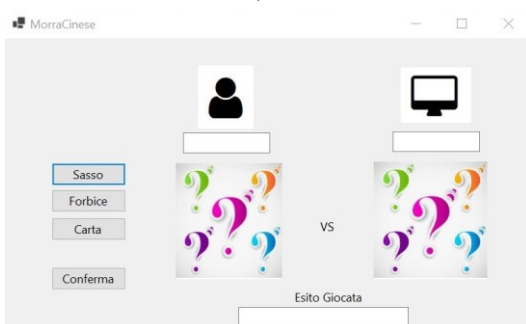 MorraCinese
Sasso
Forbice
Carta
VS
Conferma
Esito Giocata